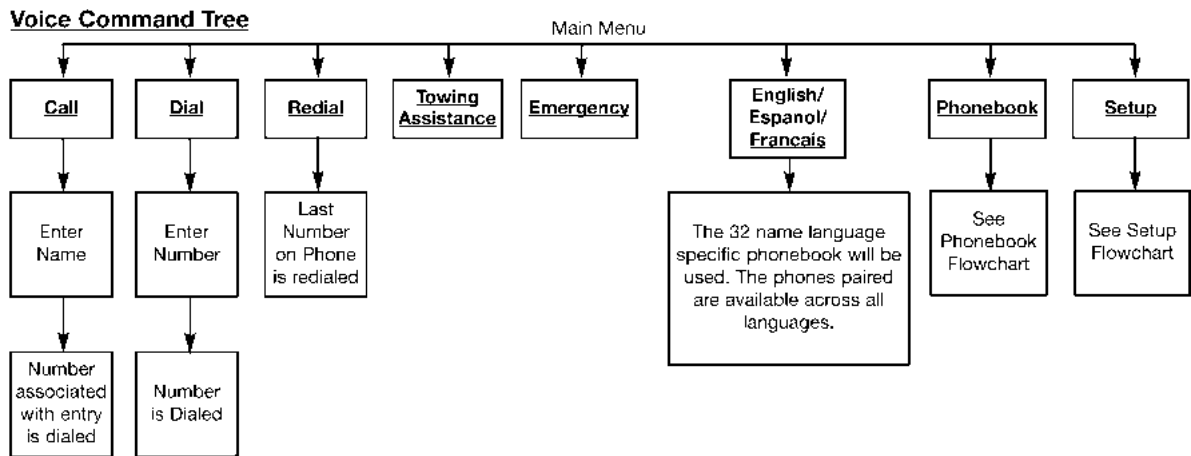 Voice Command Tree
Main Menu
Call
Dial
Redial
Towing
Assistance
Emergency
English/
Espanol/
Francais
Phonebook
Setup
Enter
Name
Enter
Number
Last
Number
on Phone
is redialed
The 32 name language
specific phonebook will be
used. The phones paired
are available across all
languages.
See
Phonebook
Flowchart
See Setup
Flowchart
Number
associated
with entry
is dialed
Number
is Dialed